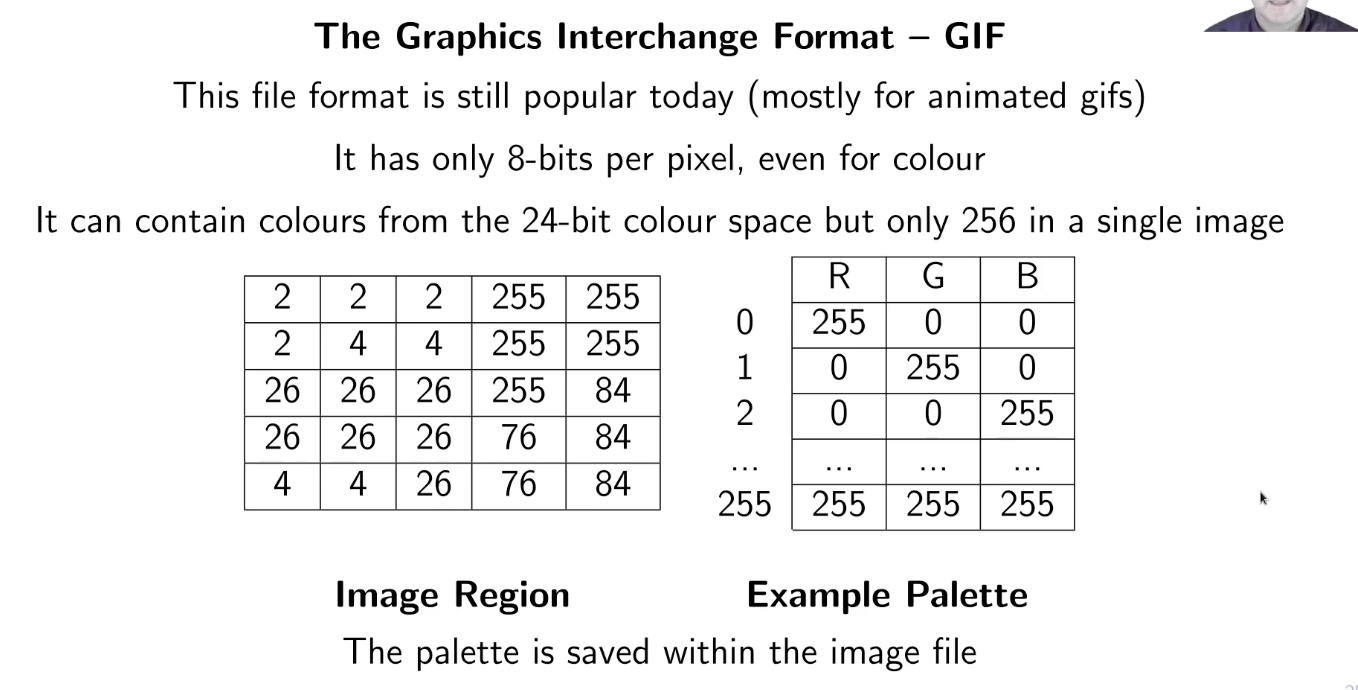 The Graphics Interchange Format – GIF
This file format is still popular today (mostly for animated gifs)
It has only 8-bits per pixel, even for colour
It can contain colours from the 24-bit colour space but only 256 in a single image
2 2 2 255 255
2 4 4 255 255
26 26 26 255 84
26 26 26 76 84
4 4 26 76 84
R G B
0 255 0 0
1 0 255 0
2 0 0 255
... ... ... ...
255 255 255 255
Image Region
Example Palette
The palette is saved within the image file